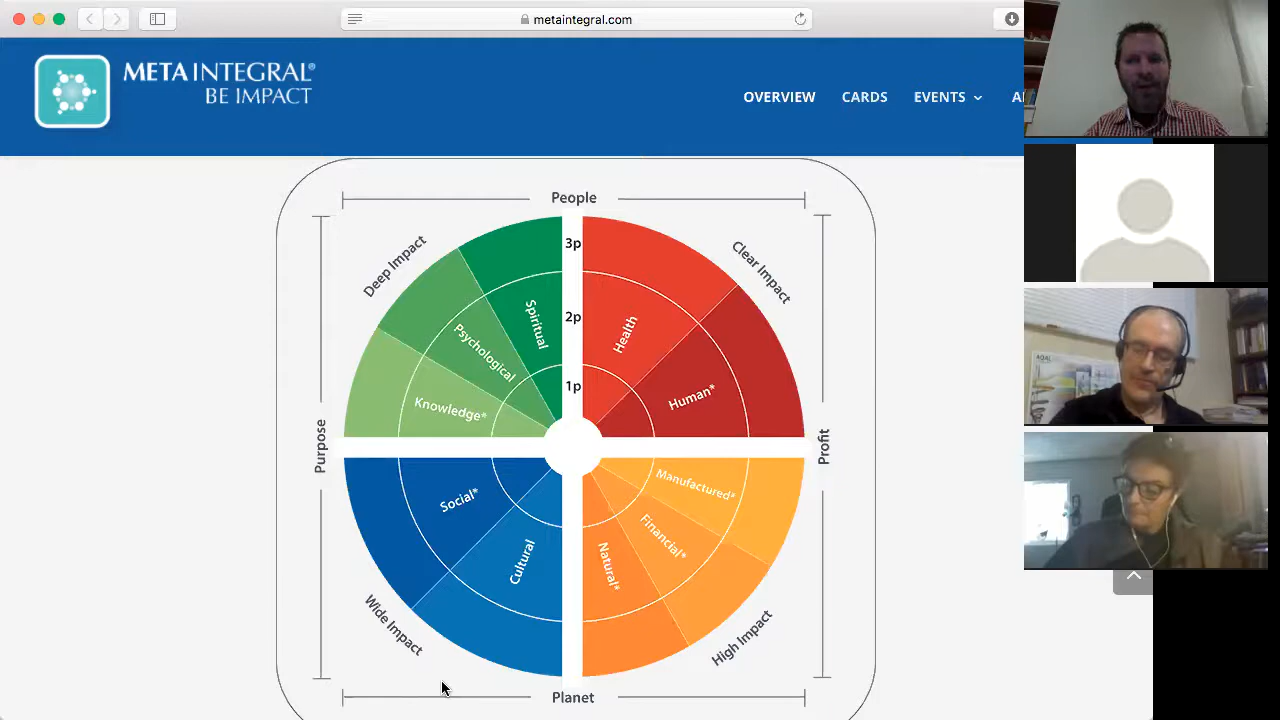 metaintegral.com
META INTEGRAL®
BE IMPACT
OVERVIEW
CARDS
EVENTS
People
Deep Impact
Clear Impact
3p
2p
1p
Spiritual
Psychological
Knowledge*
Health
Human*
Purpose
Profit
Social*
Cultural
Manufactured*
Financial*
Natural*
Wide Impact
High Impact
Planet